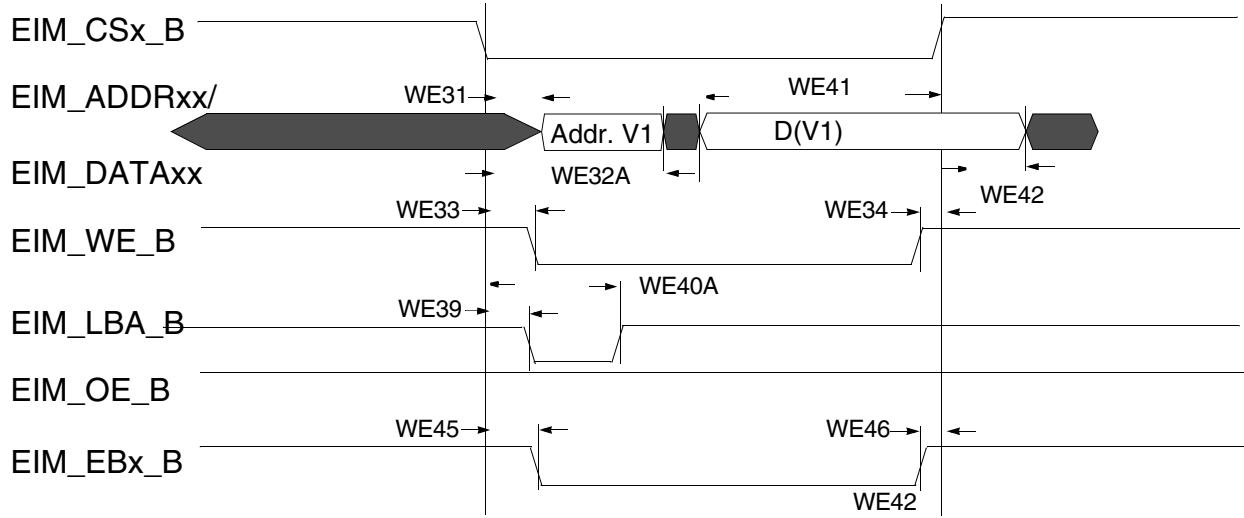 EIM_CSx_B
EIM_ADDRxx/
WE31
WE41
Addr. V1
D(V1)
EIM_DATAxx
WE32A
WE42
WE33
WE34
EIM_WE_B
WE40A
WE39
EIM_LBA_B
EIM_OE_B
WE45
WE46
EIM_EBx_B
WE42